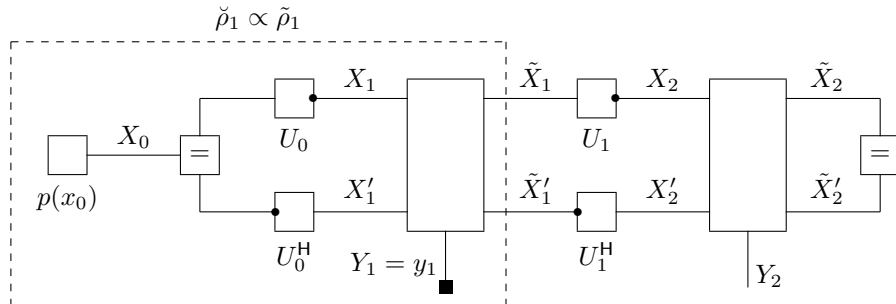 ρ̆₁ ∝ ρ̃₁
X₁ X̃₁ X₂ X̃₂
X₀ U₀ U₁
= =
p(x₀) X′₁ X̃′₁ X′₂ X̃′₂
U₀ᴴ Y₁ = y₁ U₁ᴴ Y₂